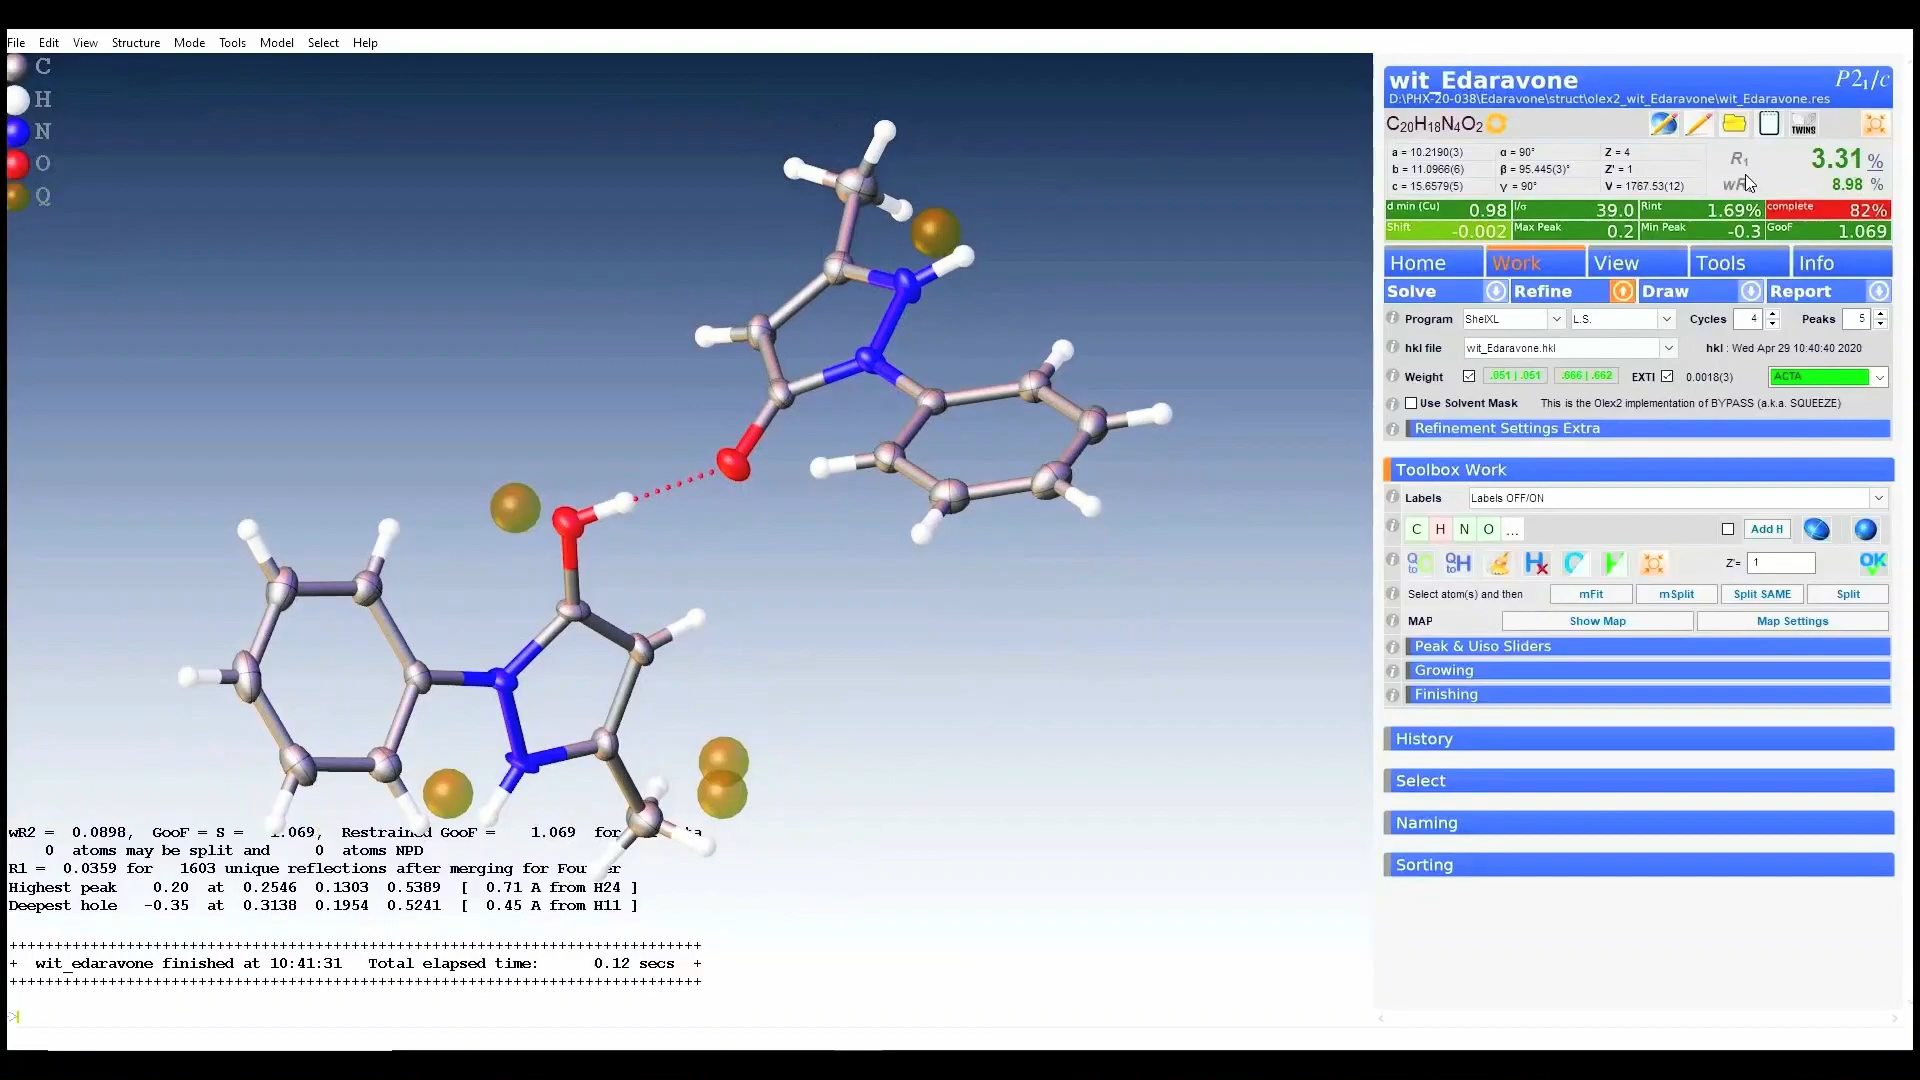 File Edit View Structure Mode Tools Model Select Help
C
H
N
O
Q
wR2 = 0.0898, GooF = S = 1.069, Restrained GooF = 1.069 for
0 atoms may be split and 0 atoms NPD
R1 = 0.0359 for 1603 unique reflections after merging for Fourier
Highest peak 0.20 at 0.2546 0.1303 0.5389 [ 0.71 A from H24 ]
Deepest hole -0.35 at 0.3138 0.1954 0.5241 [ 0.45 A from H11 ]
+++++++++++++++++++++++++++++++++++++++++++++++++++++++++++++++++++++++++++++
+ wit_edaravone finished at 10:41:31 Total elapsed time: 0.12 secs +
+++++++++++++++++++++++++++++++++++++++++++++++++++++++++++++++++++++++++++++
>
wit_Edaravone P2₁/c
D:\PHX-20-038\Edaravone\struct\olex2_wit_Edaravone\wit_Edaravone.res
C₂₀H₁₈N₄O₂ TWINS
a = 10.2190(3) α = 90° Z = 4 R₁ 3.31 %
b = 11.0966(6) β = 95.445(3)° Z' = 1
c = 15.6579(5) γ = 90° V = 1767.53(12) 8.98 %
d min (Cu) 0.98 I/σ 39.0 Rint 1.69% complete 82%
Shift -0.002 Max Peak 0.2 Min Peak -0.3 GooF 1.069
Home Work View Tools Info
Solve Refine Draw Report
Program ShelXL L.S. Cycles 4 Peaks 5
hkl file wit_Edaravone.hkl hkl : Wed Apr 29 10:40:40 2020
Weight .051 | .051 .666 | .662 EXTI 0.0018(3) ACTA
Use Solvent Mask This is the Olex2 implementation of BYPASS (a.k.a. SQUEEZE)
Refinement Settings Extra
Toolbox Work
Labels Labels OFF/ON
C H N O ... Add H
Q to C Q to H H Z'= 1 OK
Select atom(s) and then mFit mSplit Split SAME Split
MAP Show Map Map Settings
Peak & Uiso Sliders
Growing
Finishing
History
Select
Naming
Sorting